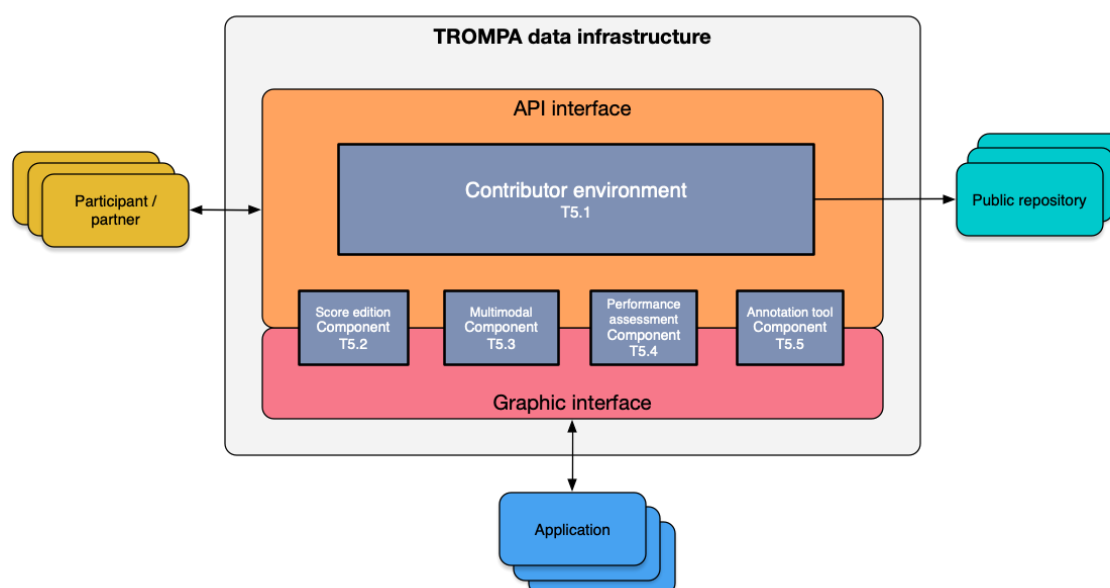 TROMPA data infrastructure
API interface
Contributor environment
T5.1
Participant /
partner
Public repository
Score edition
Component
T5.2
Multimodal
Component
T5.3
Performance
assessment
Component
T5.4
Annotation tool
Component
T5.5
Graphic interface
Application